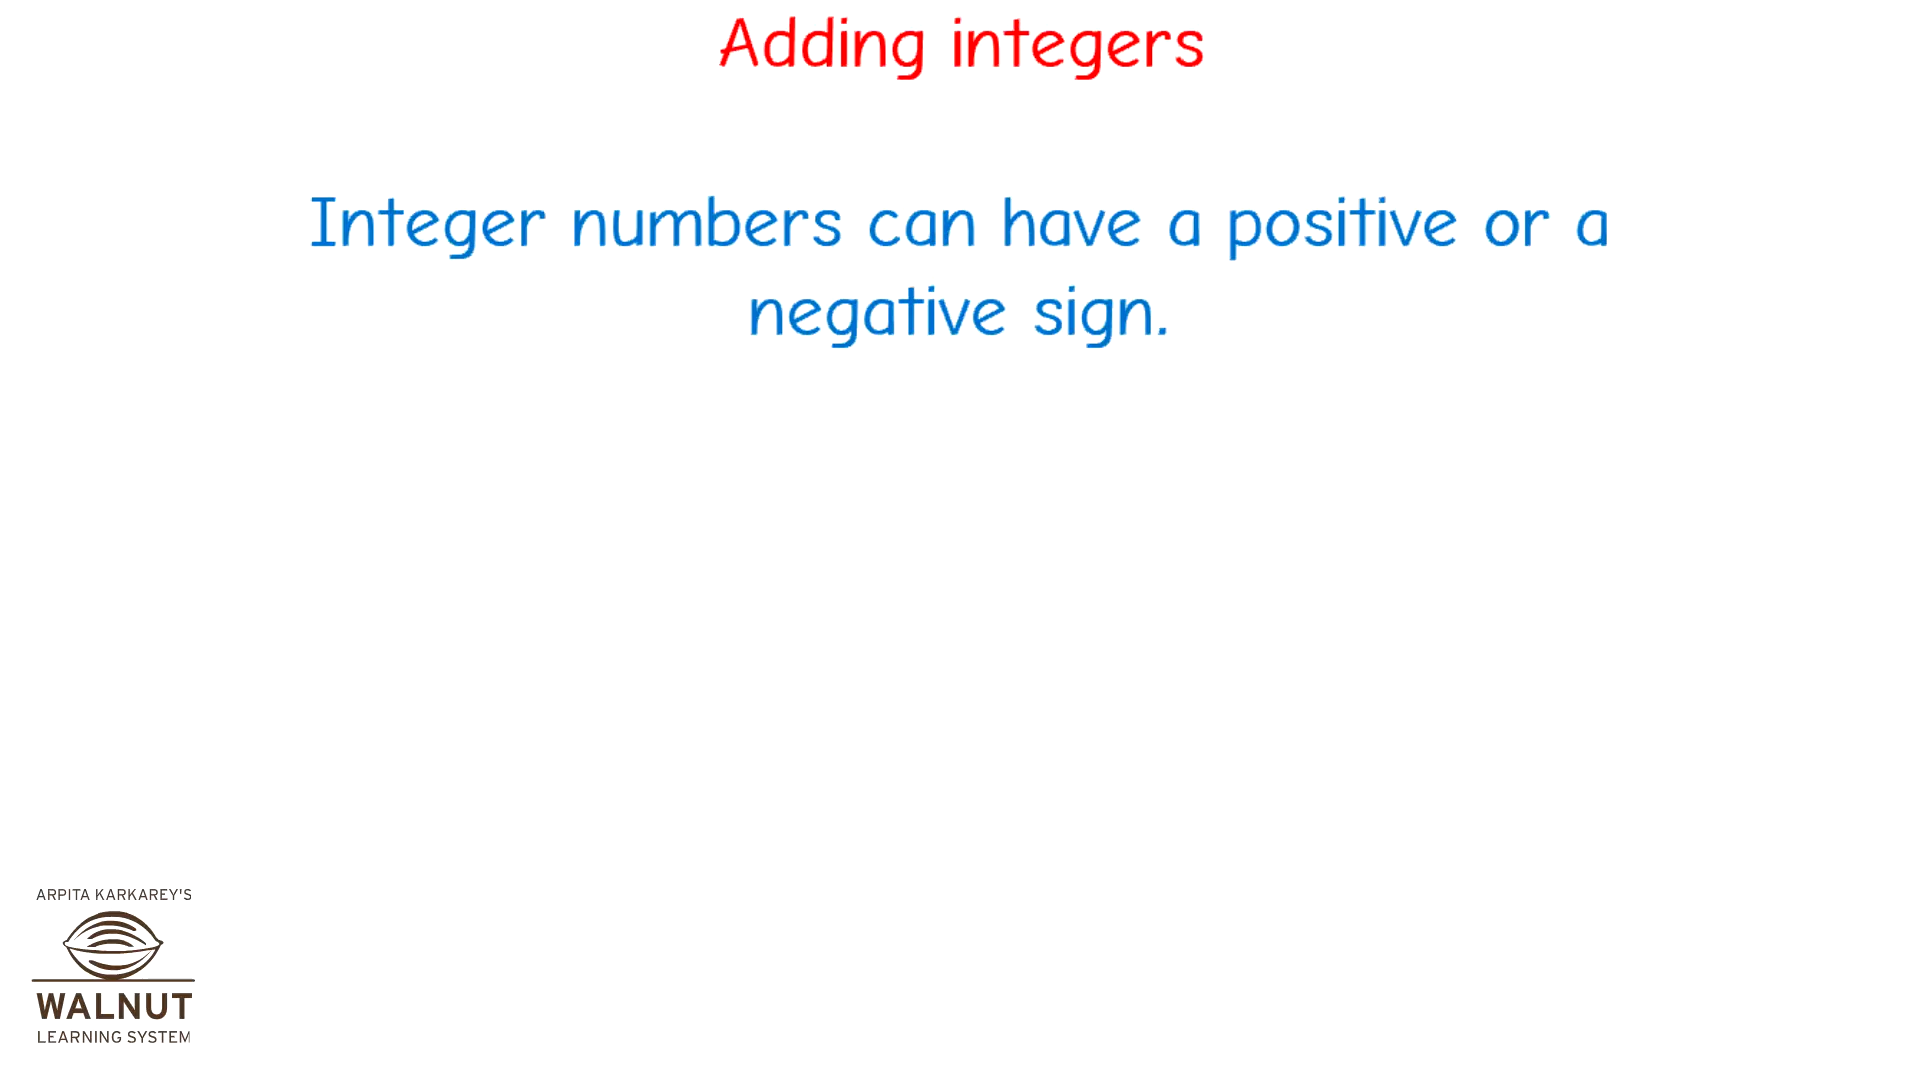 Adding integers
Integer numbers can have a positive or a
negative sign.
ARPITA KARKAREY'S
WALNUT
LEARNING SYSTEM